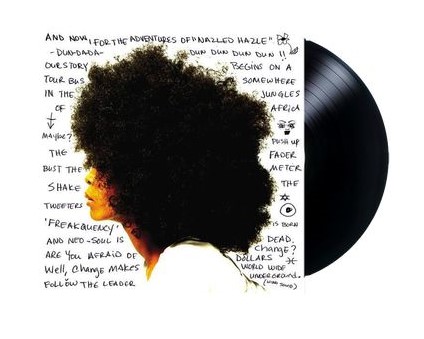 AND NOW, FOR THE ADVENTURES OF "NAZLED HAZLE"
-DUN-DADA- DUN DUN DUN DUN !!
OUR STORY BEGINS ON A
TOUR BUS SOMEWHERE
IN THE JUNGLES
OF AFRICA
MAYBE? PUSH UP
THE FADER
BUST THE METER
SHAKE THE
TWEETERS
'FREAKQUENCY' IS BORN
AND NEO-SOUL IS DEAD.
ARE YOU AFRAID OF Change?
Well, Change MAKES DOLLARS
WORLD WIDE
FOLLOW THE LEADER UNDERGROUND.